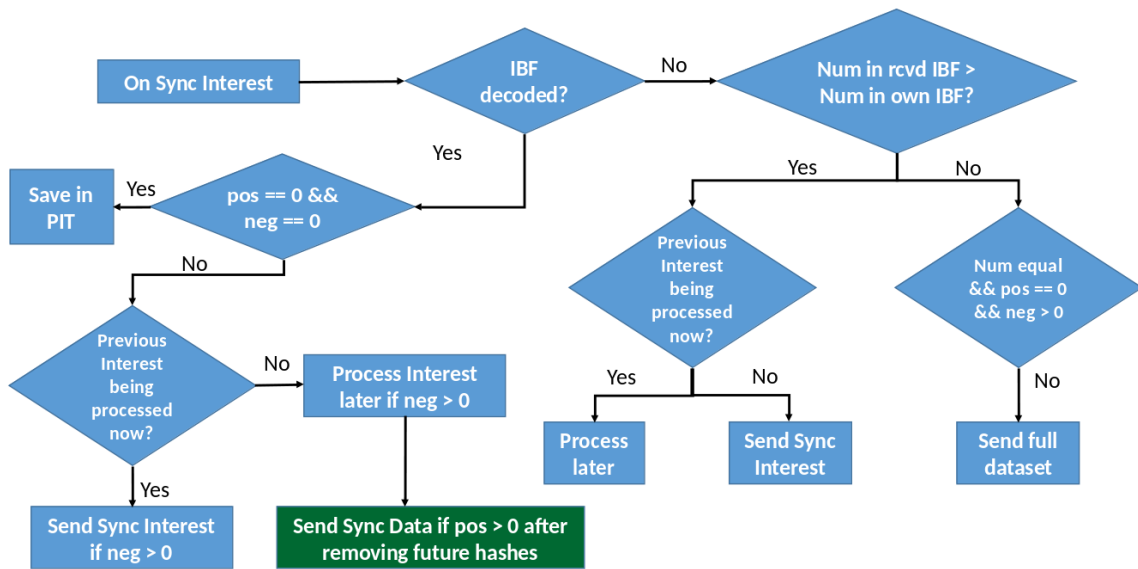 On Sync Interest
IBF
decoded?
No
Num in rcvd IBF >
Num in own IBF?
Yes
Yes
No
Save in
PIT
Yes
pos == 0 &&
neg == 0
No
Previous
Interest
being
processed
now?
Num equal
&& pos == 0
&& neg > 0
Previous
Interest
being
processed
now?
No
Process Interest
later if neg > 0
Yes
No
No
Process
later
Send Sync
Interest
Send full
dataset
Yes
Send Sync Interest
if neg > 0
Send Sync Data if pos > 0 after
removing future hashes